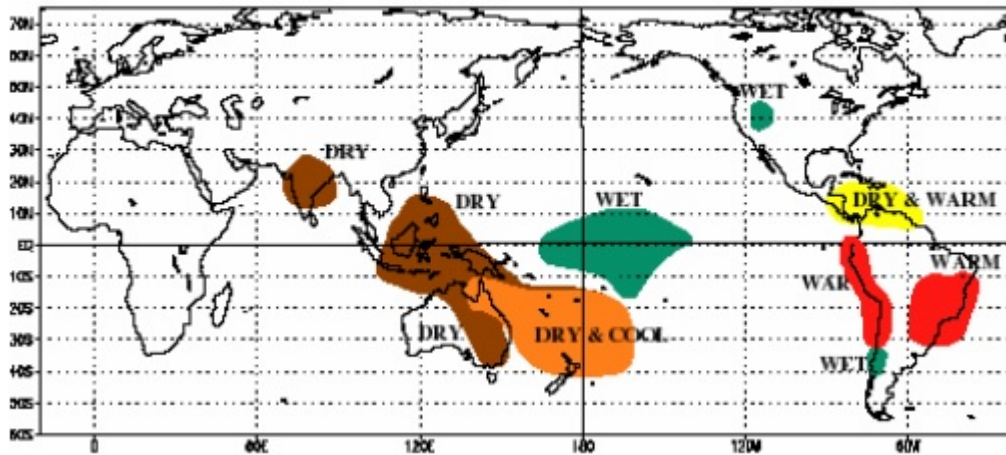 70N
60N
50N
WET
40N
30N
DRY
20N
DRY
WET
DRY & WARM
10N
EQ
WARM
10S
WAR
20S
DRY
DRY & COOL
30S
WET
40S
50S
60S
0
60E
120E
180
120W
60W